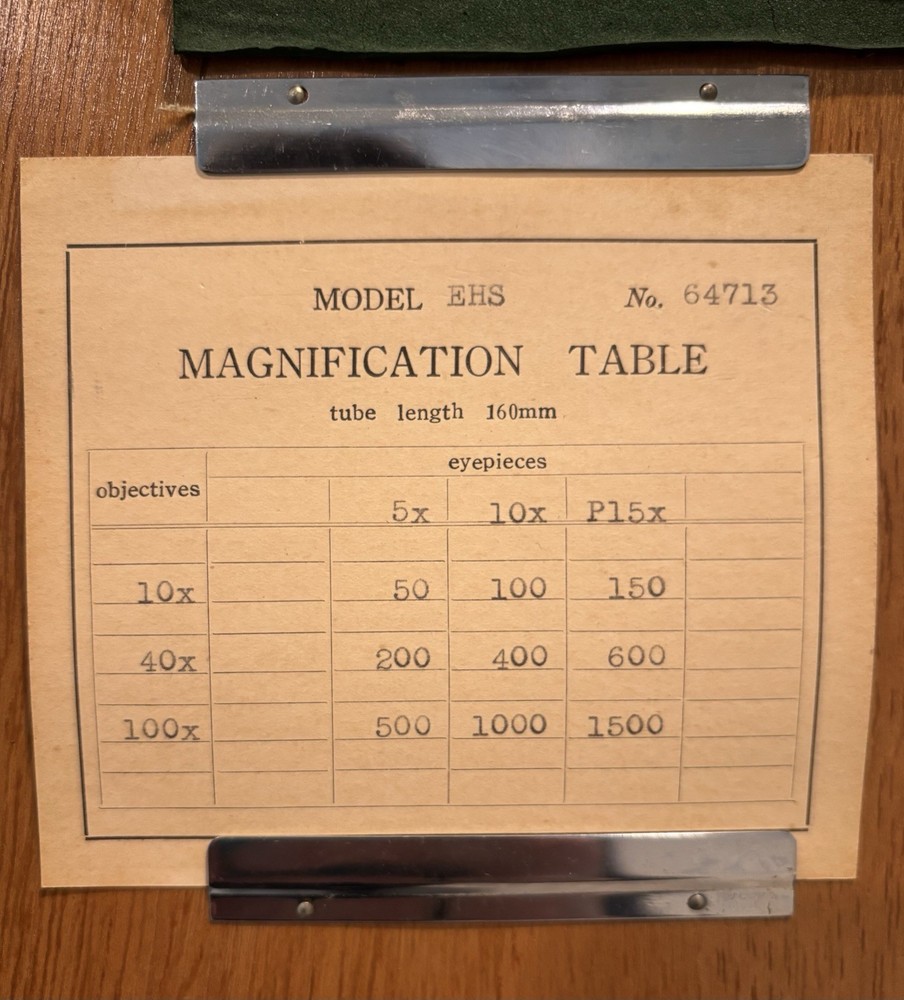 MODEL EHS No. 64713
MAGNIFICATION TABLE
tube length 160mm
eyepieces
objectives
5x 10x P15x
10x 50 100 150
40x 200 400 600
100x 500 1000 1500